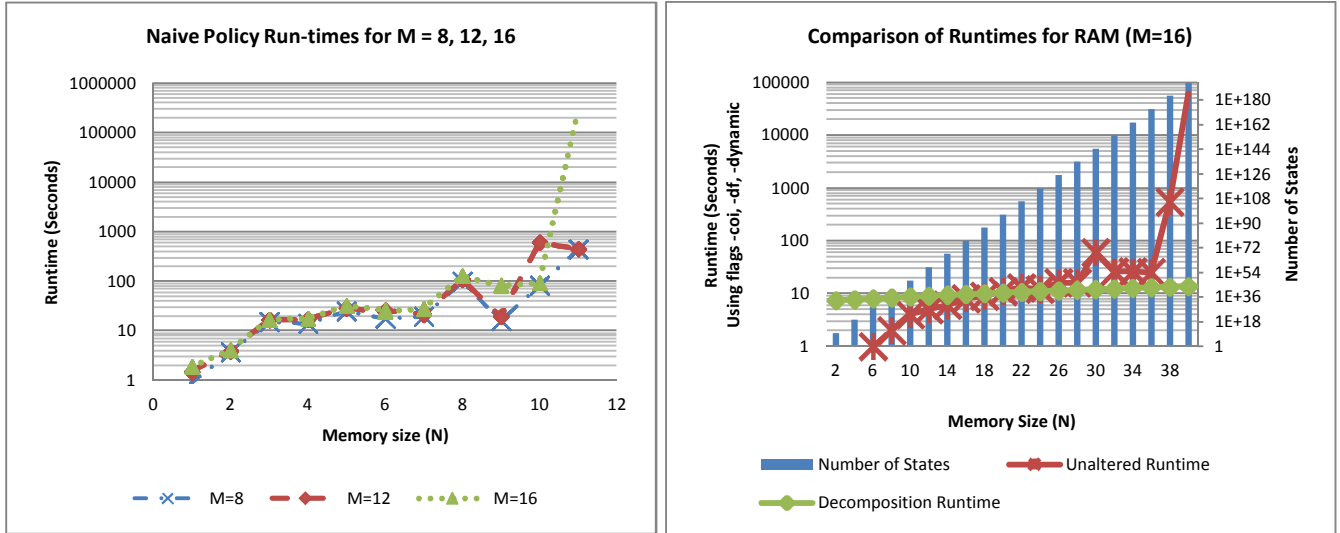 Naive Policy Run-times for M = 8, 12, 16
Runtime (Seconds)
1000000
100000
10000
1000
100
10
1
0 2 4 6 8 10 12
Memory size (N)
M=8 M=12 M=16
Comparison of Runtimes for RAM (M=16)
Runtime (Seconds)
Using flags -coi, -df, -dynamic
100000
10000
1000
100
10
1
1E+180
1E+162
1E+144
1E+126
1E+108
1E+90
1E+72
1E+54
1E+36
1E+18
1
Number of States
2 6 10 14 18 22 26 30 34 38
Memory Size (N)
Number of States Unaltered Runtime
Decomposition Runtime